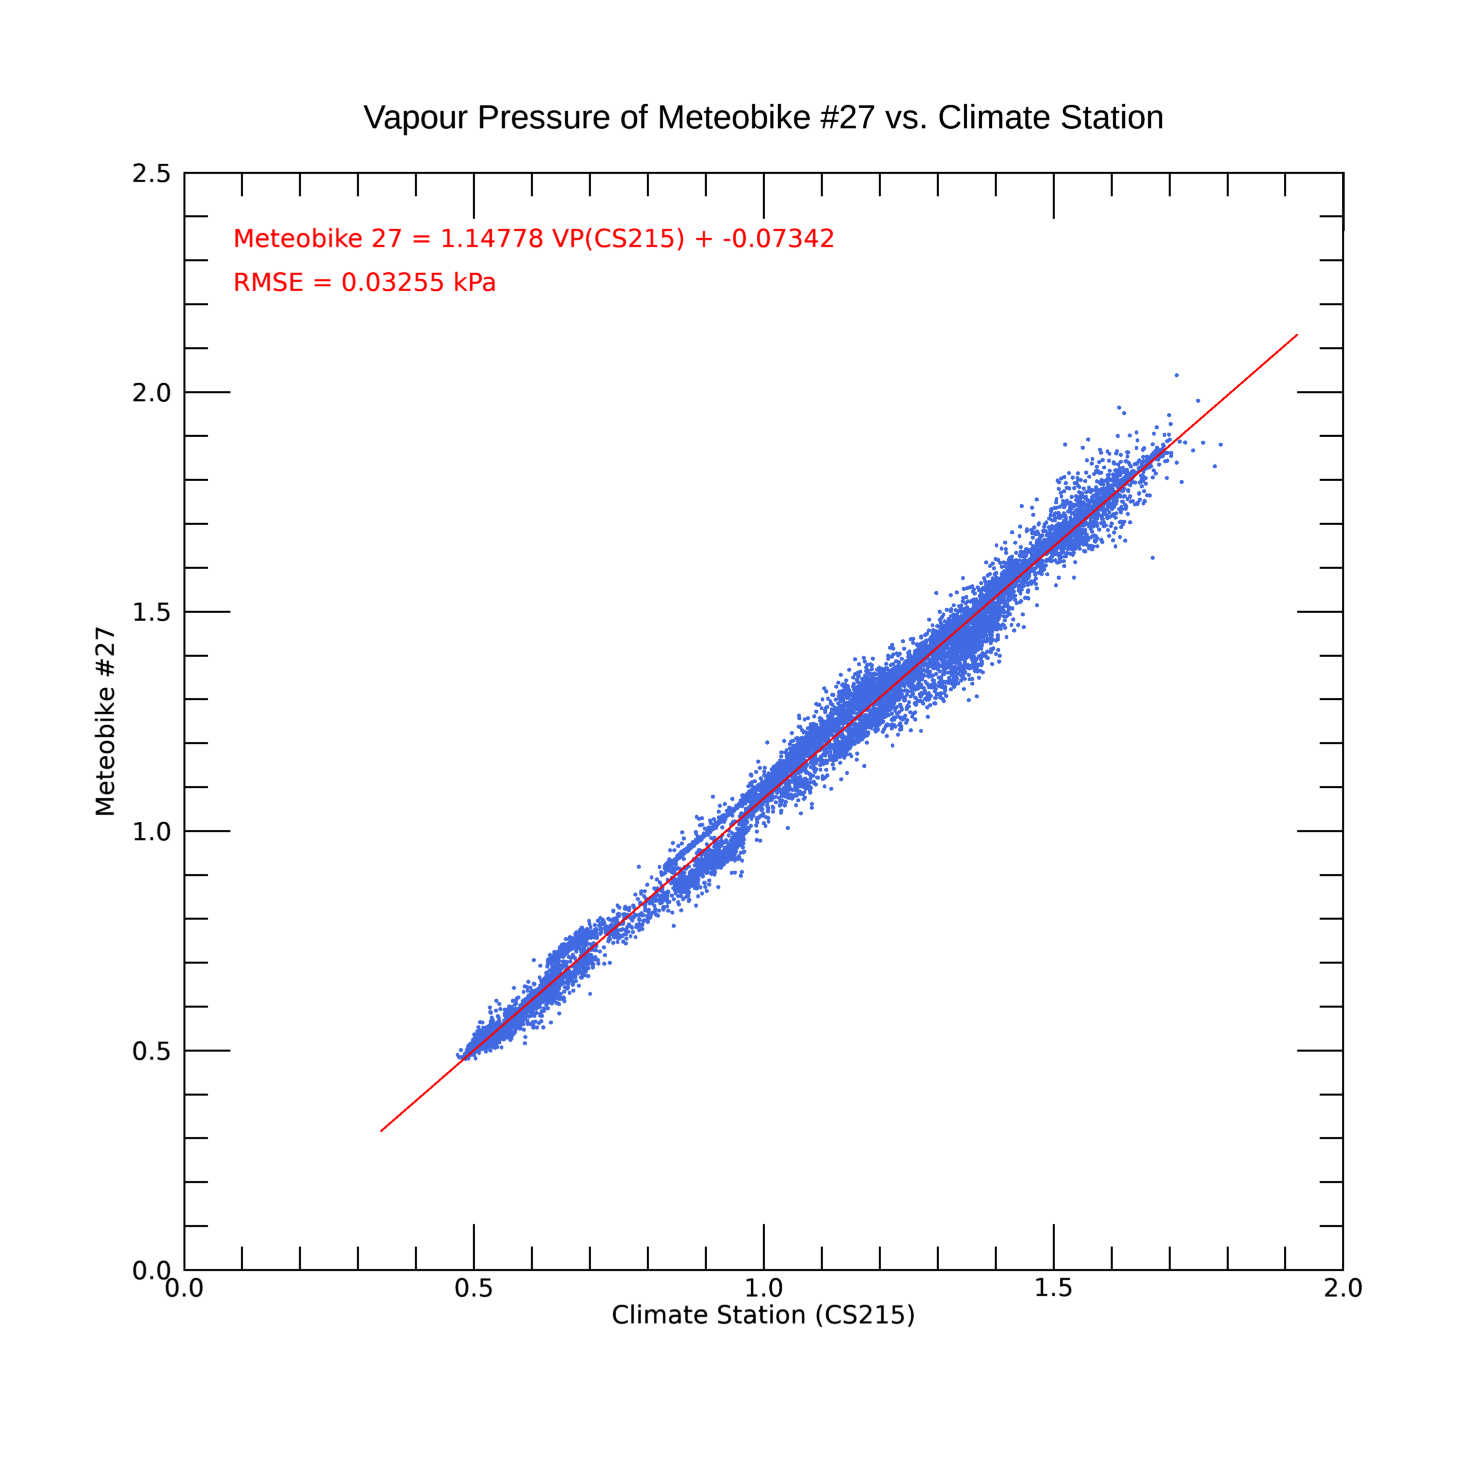 Vapour Pressure of Meteobike #27 vs. Climate Station
2.5
Meteobike 27 = 1.14778 VP(CS215) + -0.07342
RMSE = 0.03255 kPa
2.0
1.5
Meteobike #27
1.0
0.5
0.0
0.0 0.5 1.0 1.5 2.0
Climate Station (CS215)